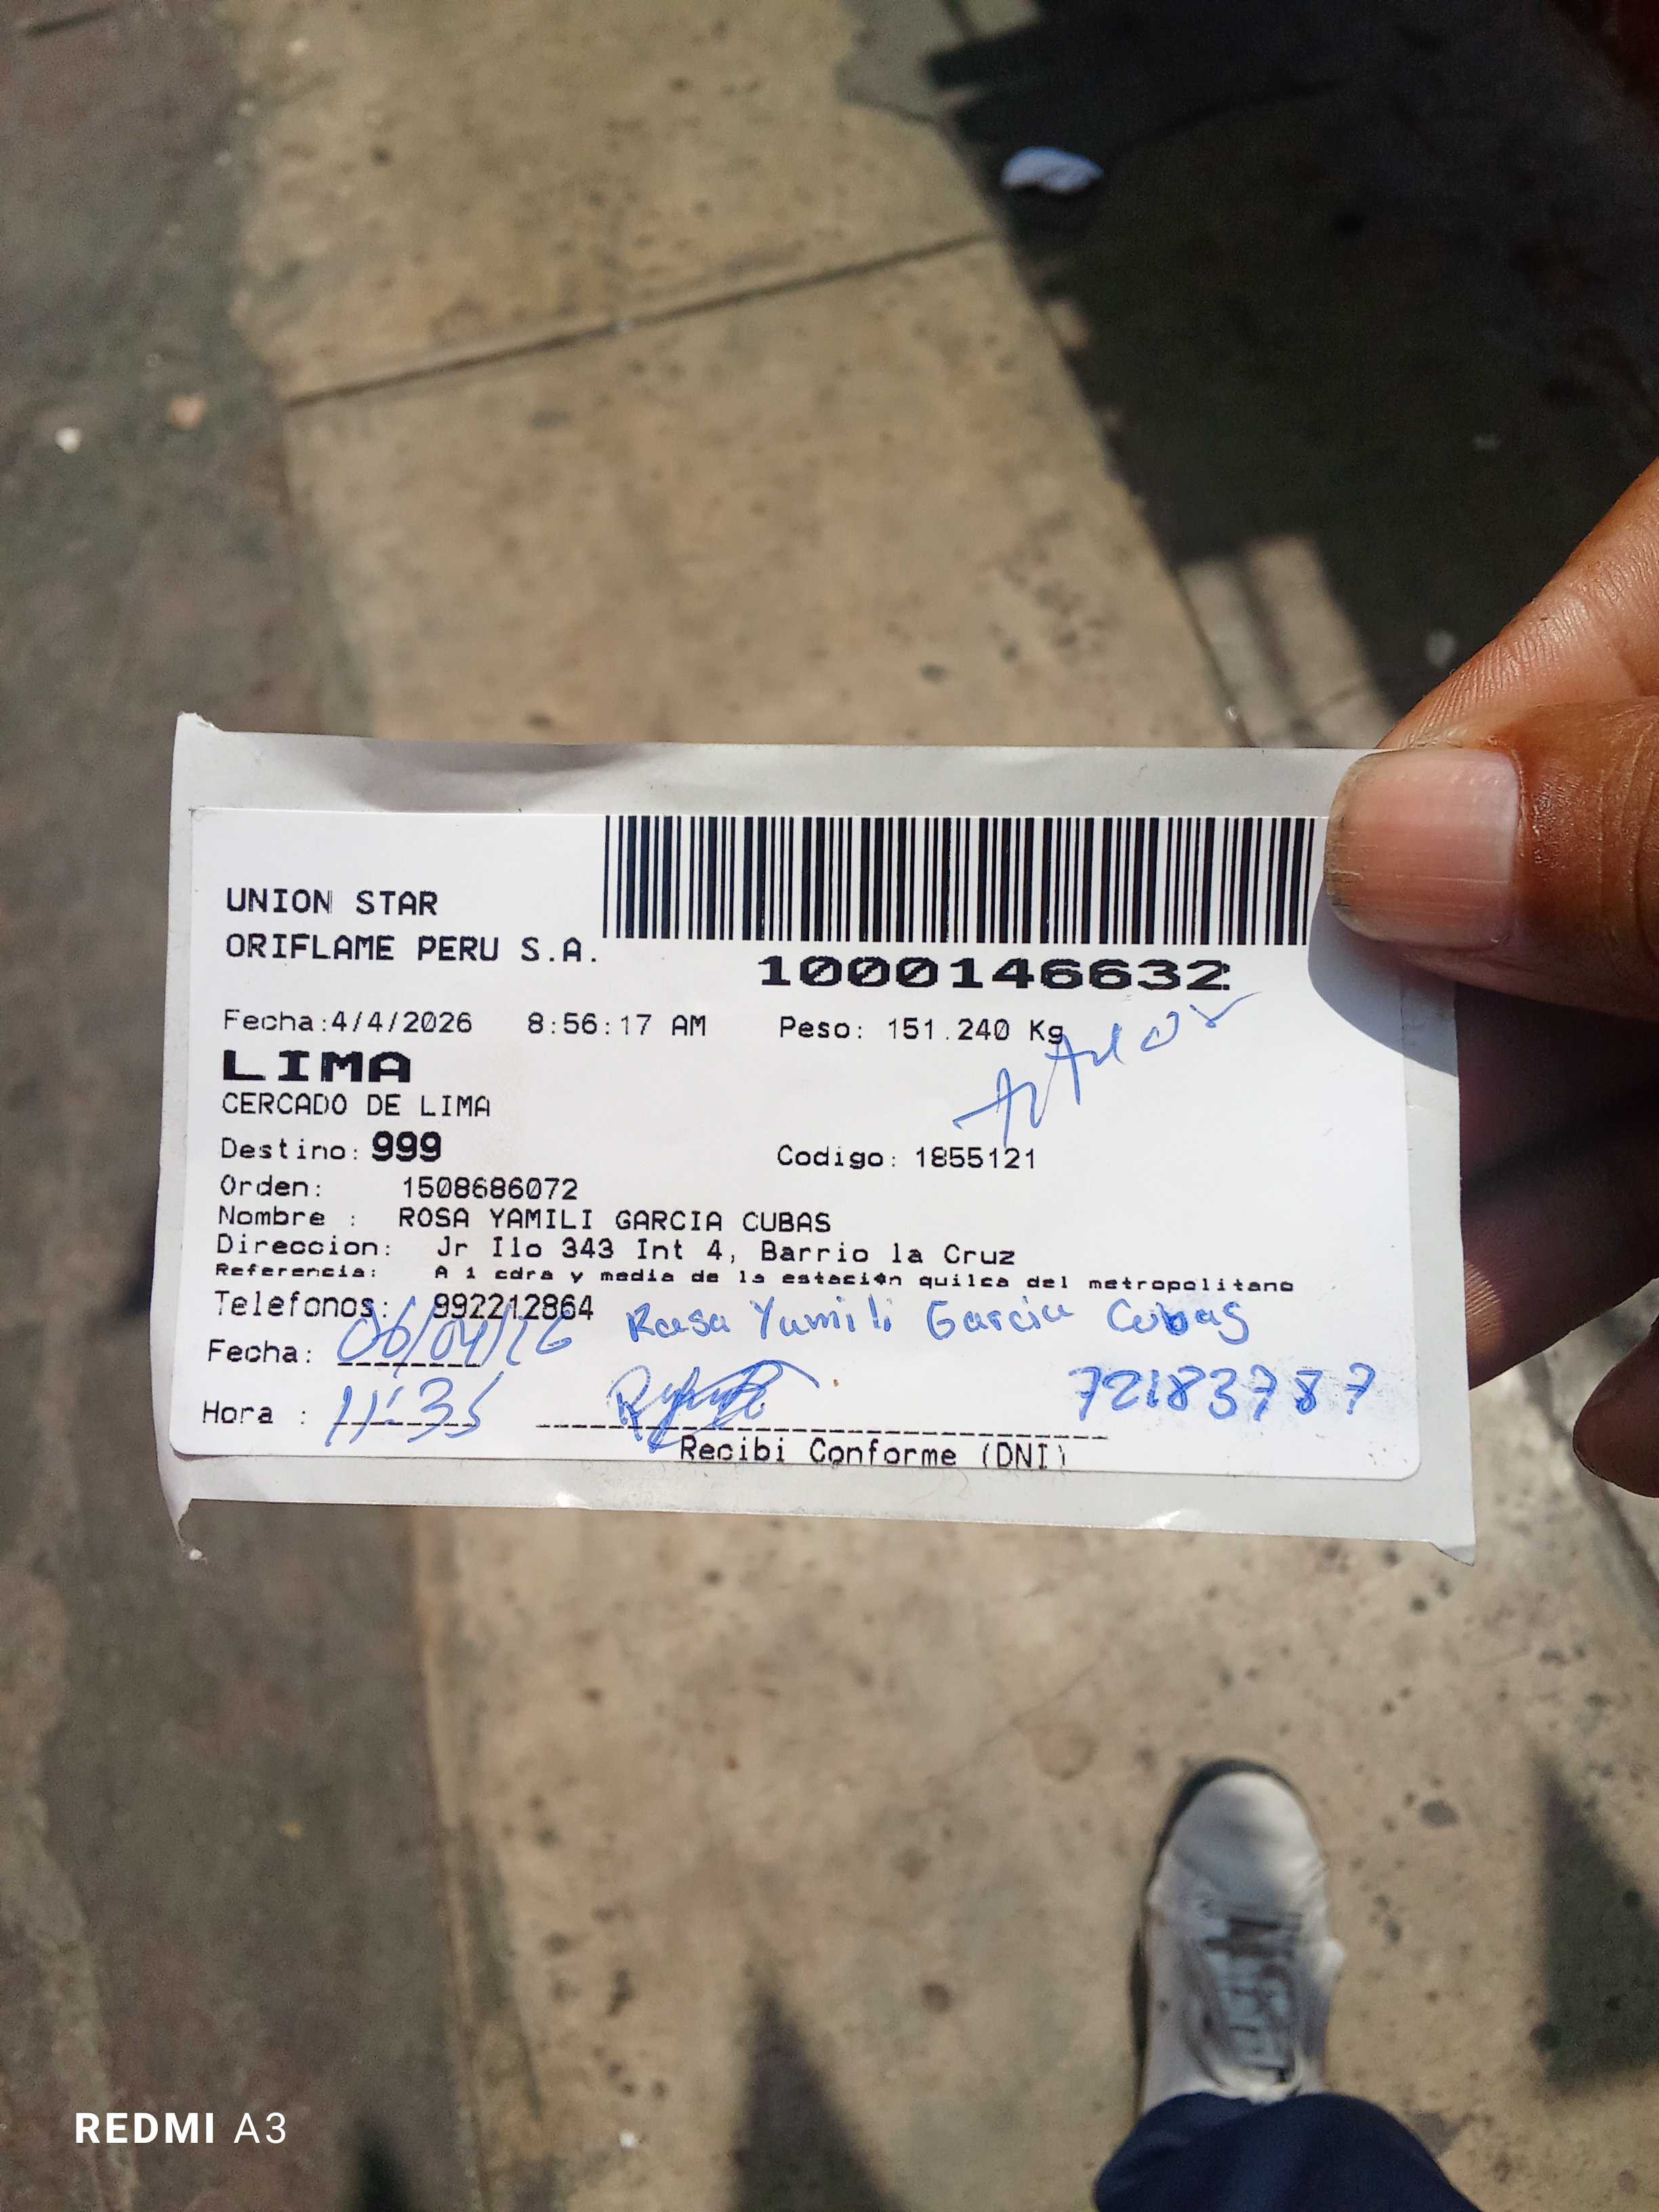 UNION STAR
ORIFLAME PERU S.A.
1000146632
Fecha:4/4/2026 8:56:17 AM Peso: 151.240 Kg
LIMA
CERCADO DE LIMA
Destino: 999 Codigo: 1855121
Orden: 1508686072
Nombre : ROSA YAMILI GARCIA CUBAS
Direccion: Jr Ilo 343 Int 4, Barrio la Cruz
Referencia: A 1 cdra y media de la estación quilca del metropolitano
Telefonos: 992212864 Rosa Yamili Garcia Cubas
Fecha: 06/04/26
Hora : 11:35 72183787
Recibi Conforme (DNI)
REDMI A3